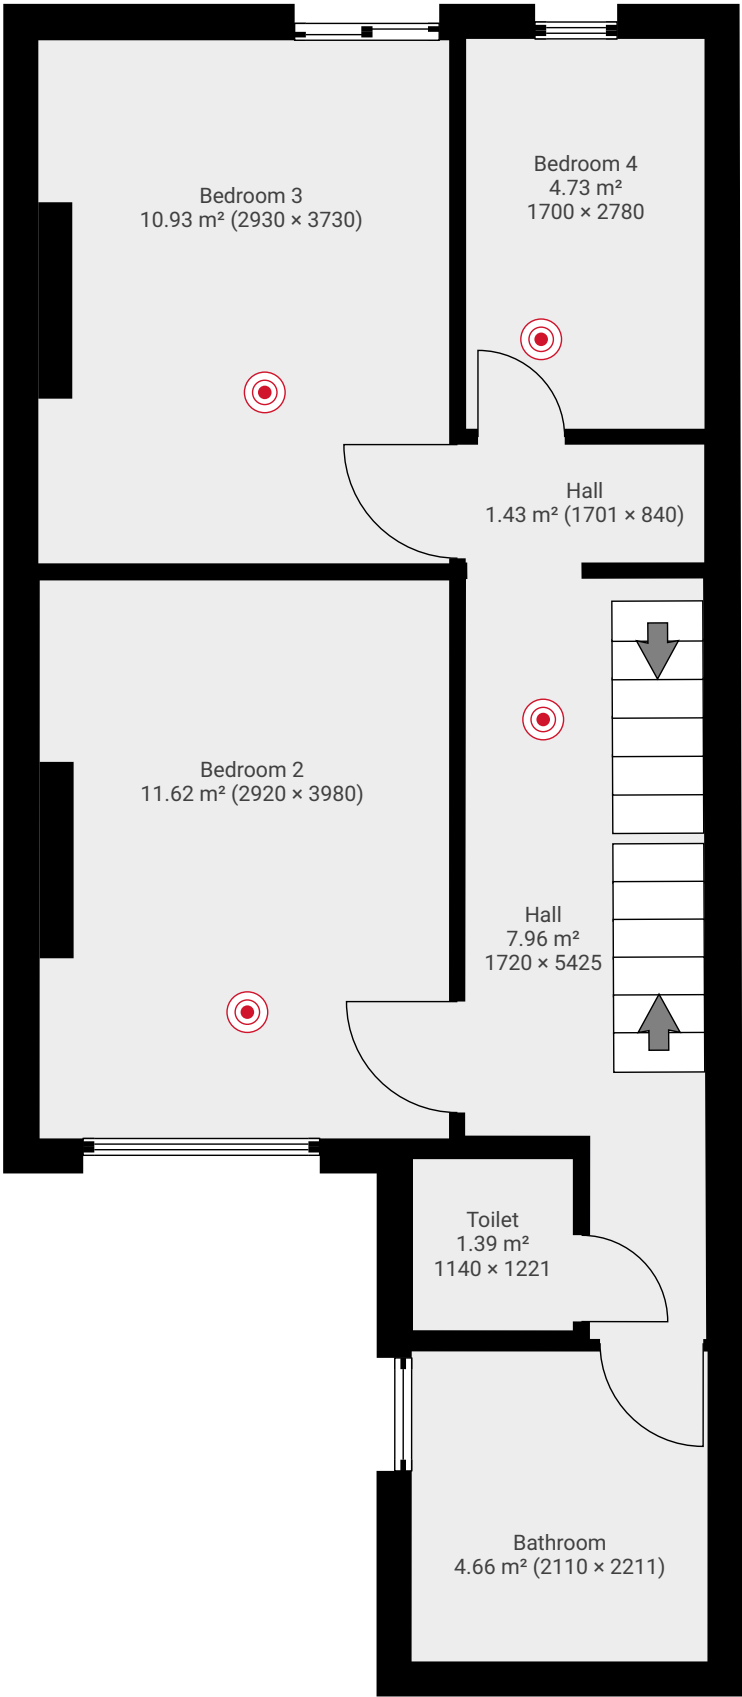 Bedroom 3
10.93 m² (2930 × 3730)
Bedroom 4
4.73 m²
1700 × 2780
Hall
1.43 m² (1701 × 840)
Bedroom 2
11.62 m² (2920 × 3980)
Hall
7.96 m²
1720 × 5425
Toilet
1.39 m²
1140 × 1221
Bathroom
4.66 m² (2110 × 2211)